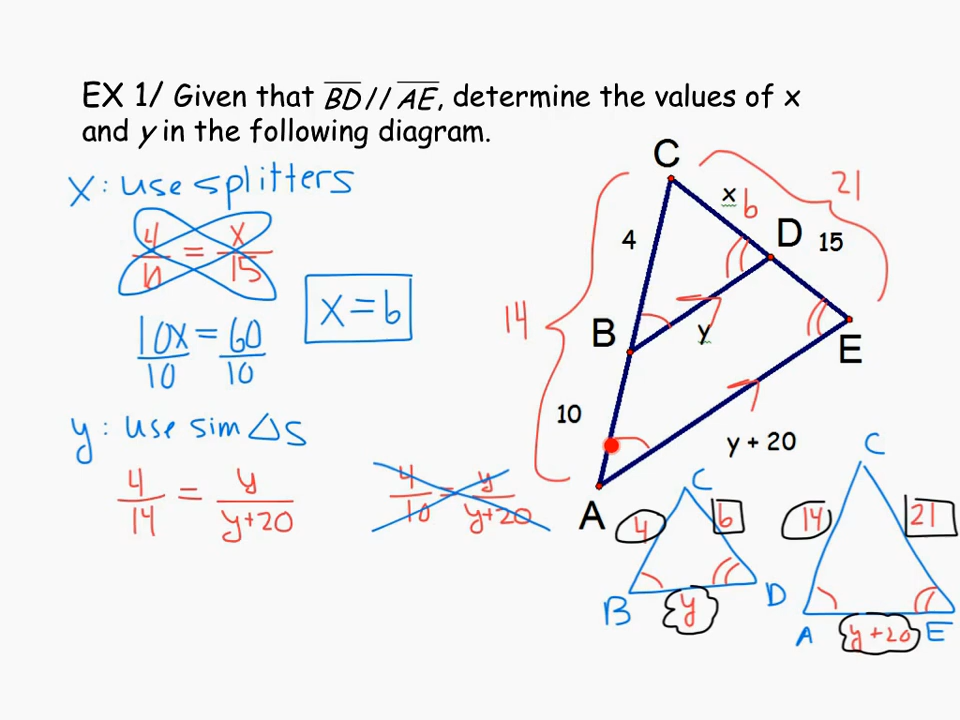 EX 1/ Given that BD // AE, determine the values of x
and y in the following diagram.
x: use splitters
4/10 = x/15
10x = 60
10 10
x = 6
y: use sim Δs
4/14 = y/y+20
4/10 = y/y+20
C
x 6
21
4
D 15
14
B
y
E
10
y + 20
A
C
4 6
B y D
C
14 21
A y+20 E